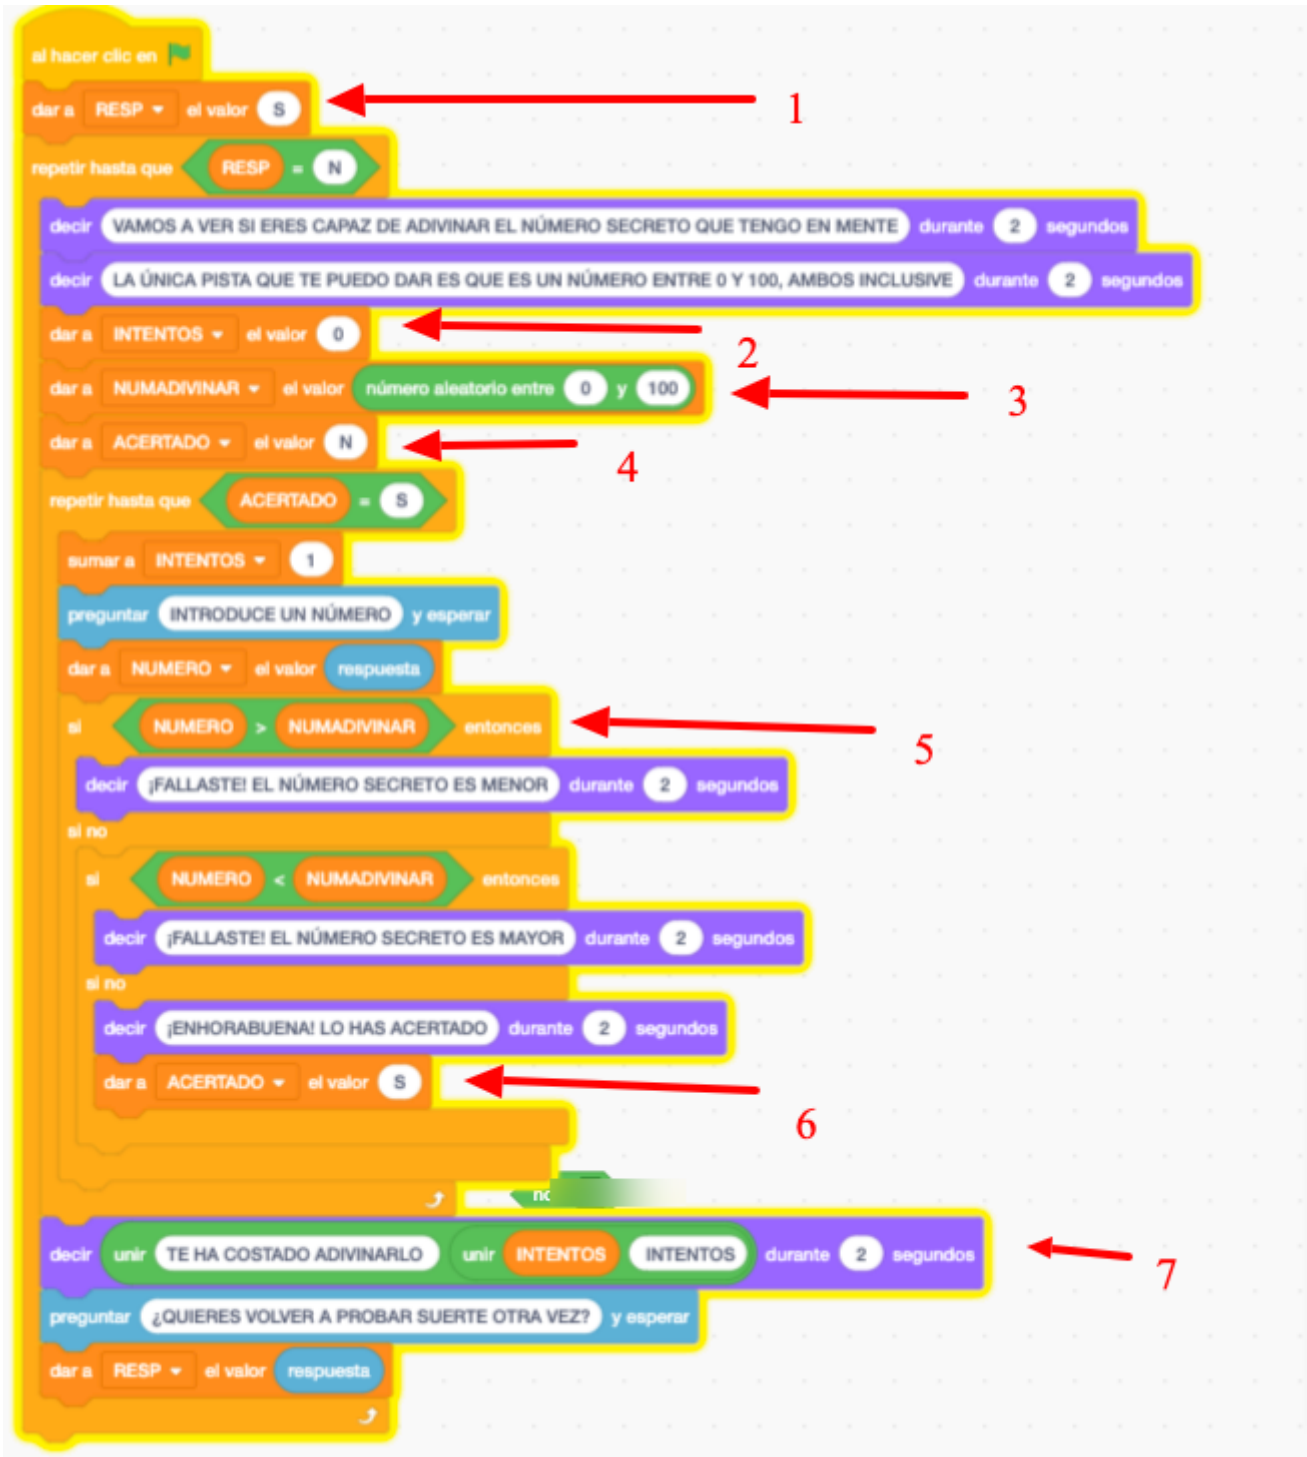 al hacer clic en
dar a RESP el valor S
1
repetir hasta que RESP = N
decir VAMOS A VER SI ERES CAPAZ DE ADIVINAR EL NÚMERO SECRETO QUE TENGO EN MENTE durante 2 segundos
decir LA ÚNICA PISTA QUE TE PUEDO DAR ES QUE ES UN NÚMERO ENTRE 0 Y 100, AMBOS INCLUSIVE durante 2 segundos
dar a INTENTOS el valor 0
2
dar a NUMADIVINAR el valor número aleatorio entre 0 y 100
3
dar a ACERTADO el valor N
4
repetir hasta que ACERTADO = S
sumar a INTENTOS 1
preguntar INTRODUCE UN NÚMERO y esperar
dar a NUMERO el valor respuesta
si NUMERO > NUMADIVINAR entonces
5
decir ¡FALLASTE! EL NÚMERO SECRETO ES MENOR durante 2 segundos
si no
si NUMERO < NUMADIVINAR entonces
decir ¡FALLASTE! EL NÚMERO SECRETO ES MAYOR durante 2 segundos
si no
decir ¡ENHORABUENA! LO HAS ACERTADO durante 2 segundos
dar a ACERTADO el valor S
6
decir unir TE HA COSTADO ADIVINARLO unir INTENTOS INTENTOS durante 2 segundos
7
preguntar ¿QUIERES VOLVER A PROBAR SUERTE OTRA VEZ? y esperar
dar a RESP el valor respuesta